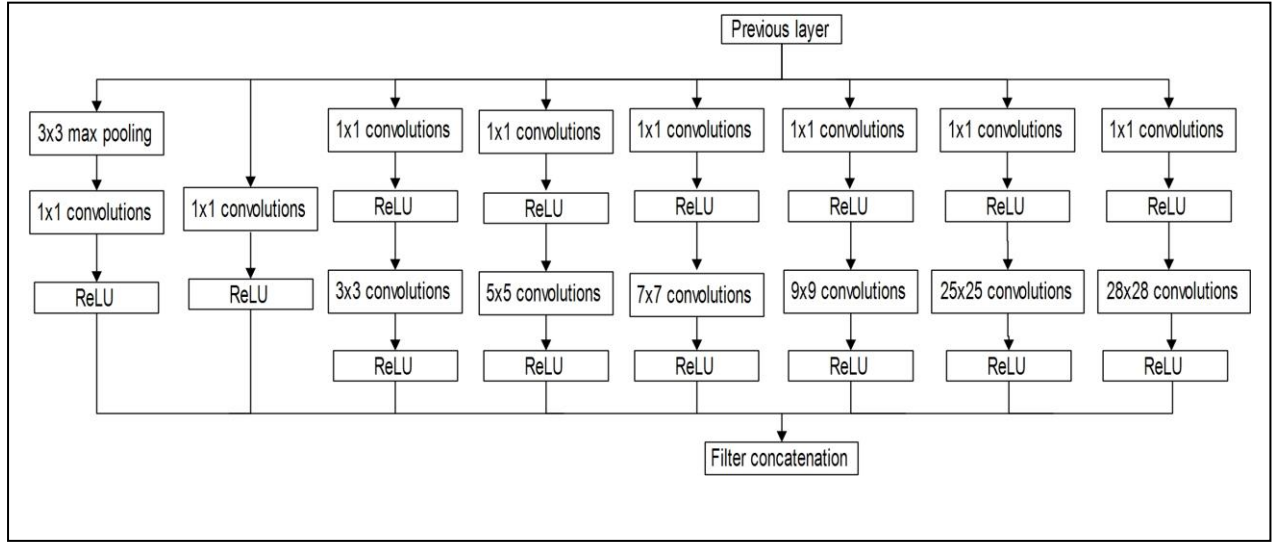 Previous layer
3x3 max pooling
1x1 convolutions
ReLU
1x1 convolutions
ReLU
1x1 convolutions
ReLU
3x3 convolutions
ReLU
1x1 convolutions
ReLU
5x5 convolutions
ReLU
1x1 convolutions
ReLU
7x7 convolutions
ReLU
1x1 convolutions
ReLU
9x9 convolutions
ReLU
1x1 convolutions
ReLU
25x25 convolutions
ReLU
1x1 convolutions
ReLU
28x28 convolutions
ReLU
Filter concatenation